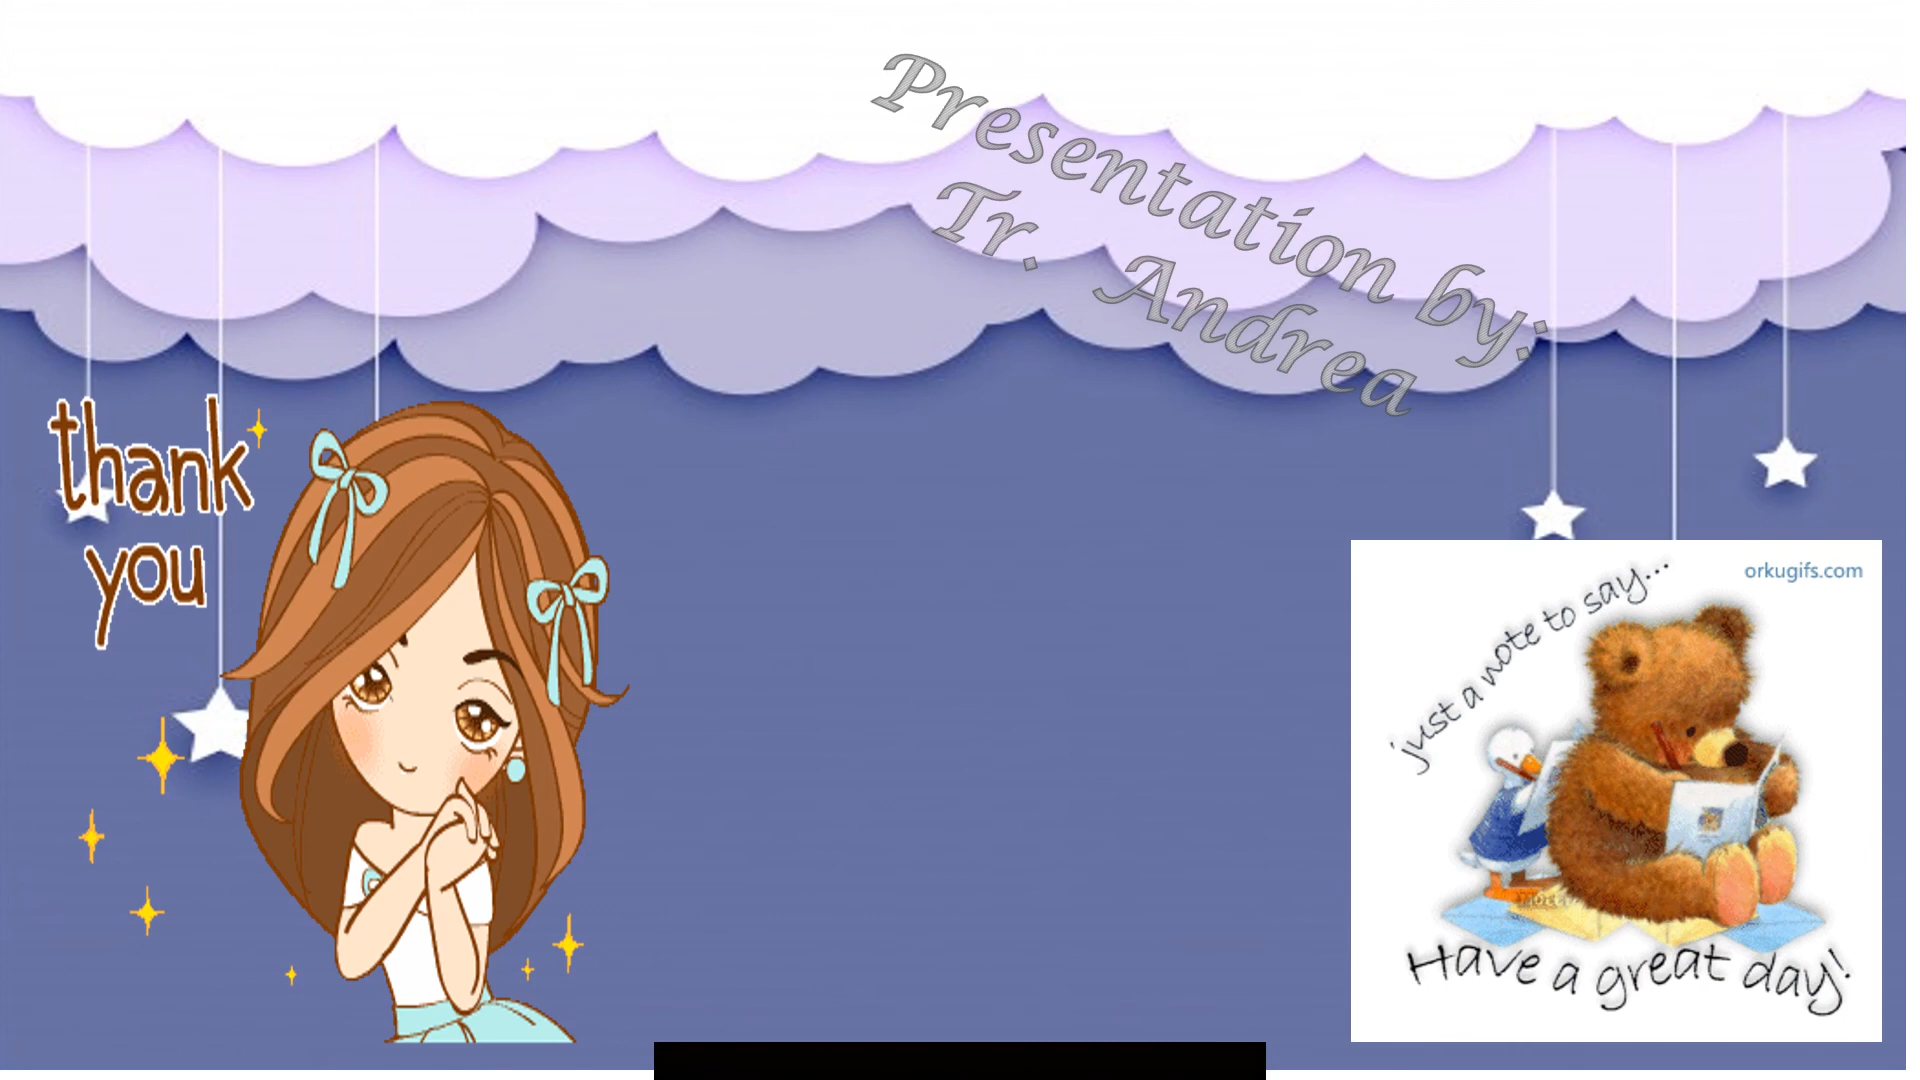 Presentation by:
Tr. Andrea
thank
you
orkugifs.com
just a note to say...
Have a great day!